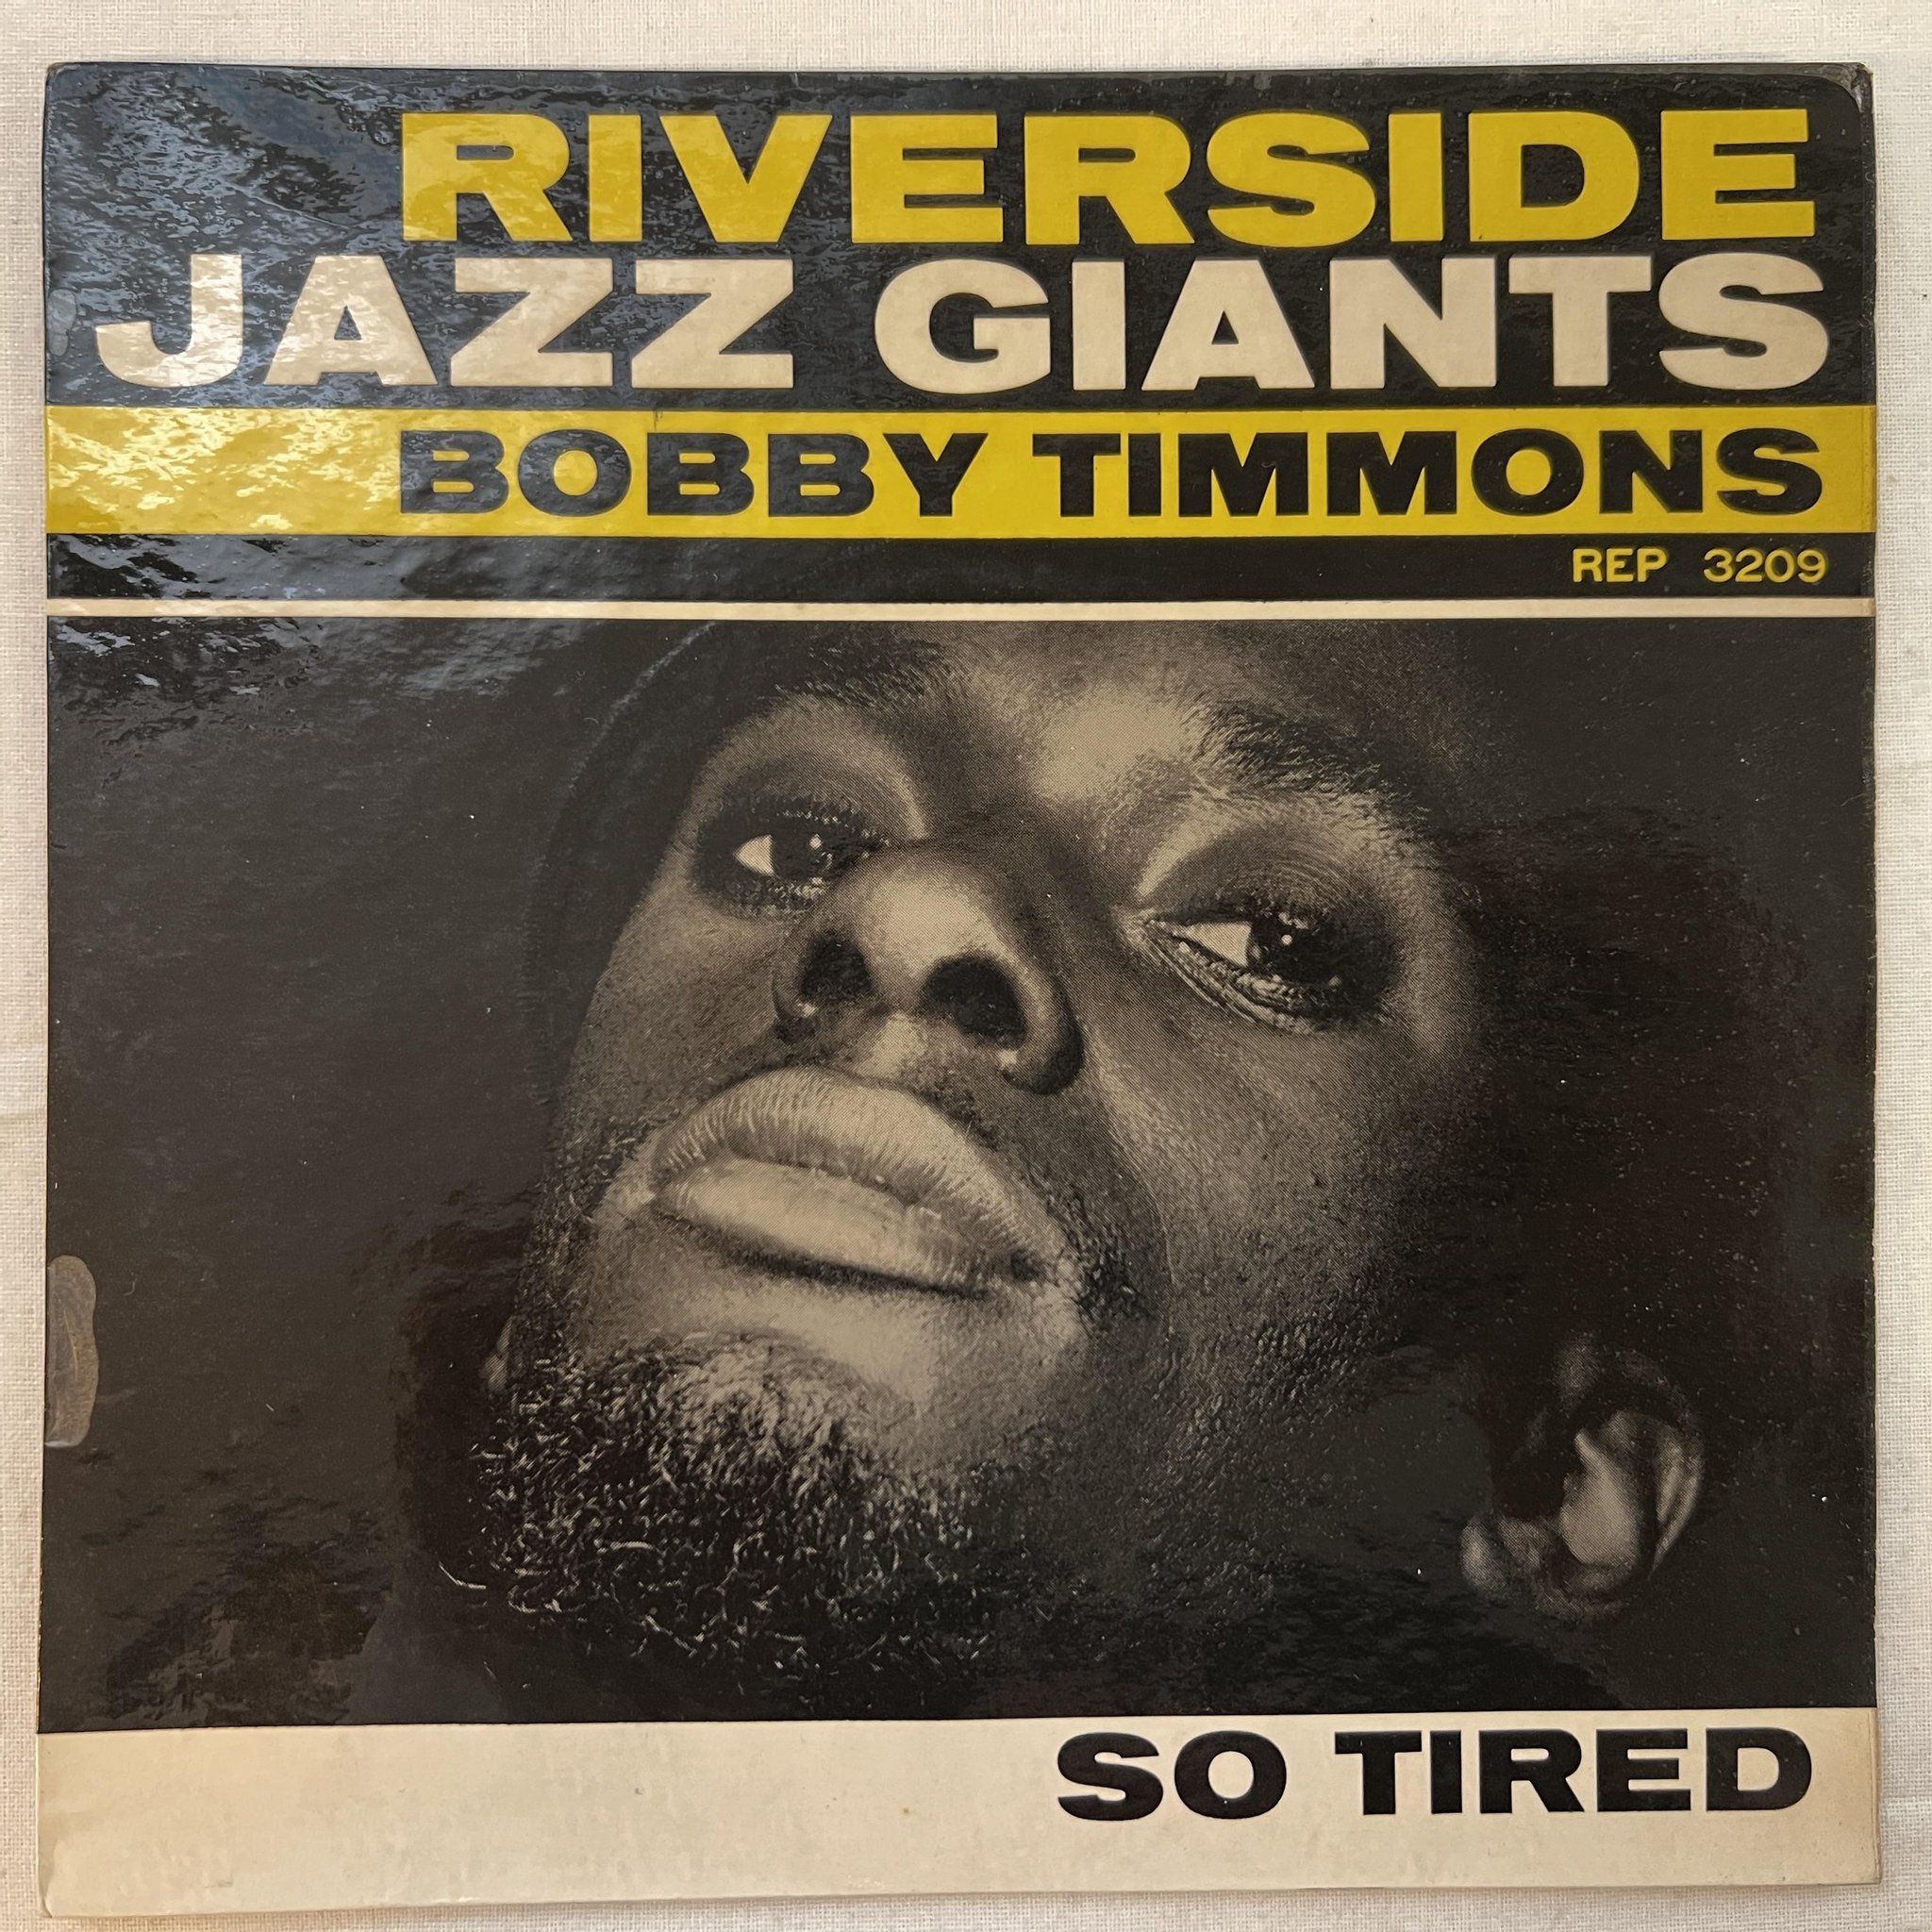 RIVERSIDE
JAZZ GIANTS
BOBBY TIMMONS
REP 3209
SO TIRED